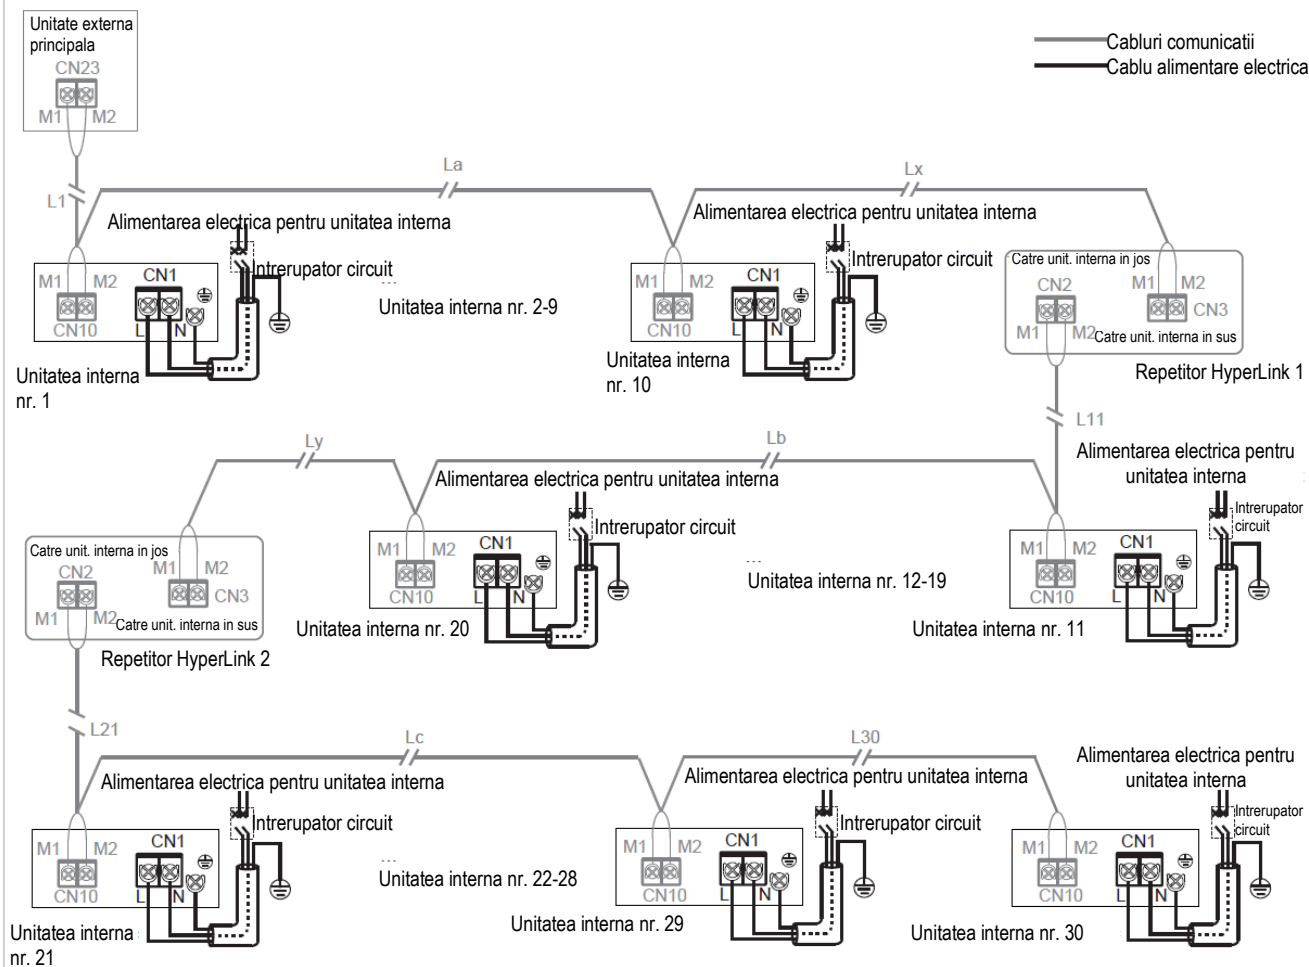 Unitate externa
principala
CN23
M1 M2
Cabluri comunicatii
Cablu alimentare electrica
L1
La
Lx
Alimentarea electrica pentru unitatea interna
Intrerupator circuit
M1 M2
CN1
CN10
L N
Unitatea interna
nr. 1
...
Unitatea interna nr. 2-9
Alimentarea electrica pentru unitatea interna
Intrerupator circuit
M1 M2
CN1
CN10
L N
Unitatea interna
nr. 10
Catre unit. interna in jos
CN2
M1 M2
M1 M2
CN3
Catre unit. interna in sus
Repetitor HyperLink 1
L11
Ly
Lb
Alimentarea electrica pentru
unitatea interna
Intrerupator
circuit
M1 M2
CN1
CN10
L N
Unitatea interna nr. 11
...
Unitatea interna nr. 12-19
Alimentarea electrica pentru unitatea interna
Intrerupator circuit
M1 M2
CN1
CN10
L N
Unitatea interna nr. 20
Catre unit. interna in jos
CN2
M1 M2
M1 M2
CN3
Catre unit. interna in sus
Repetitor HyperLink 2
L21
Lc
L30
Alimentarea electrica pentru unitatea interna
Intrerupator circuit
M1 M2
CN1
CN10
L N
Unitatea interna
nr. 21
...
Unitatea interna nr. 22-28
Alimentarea electrica pentru unitatea interna
Intrerupator circuit
M1 M2
CN1
CN10
L N
Unitatea interna nr. 29
Alimentarea electrica pentru
unitatea interna
Intrerupator
circuit
M1 M2
CN1
CN10
L N
Unitatea interna nr. 30